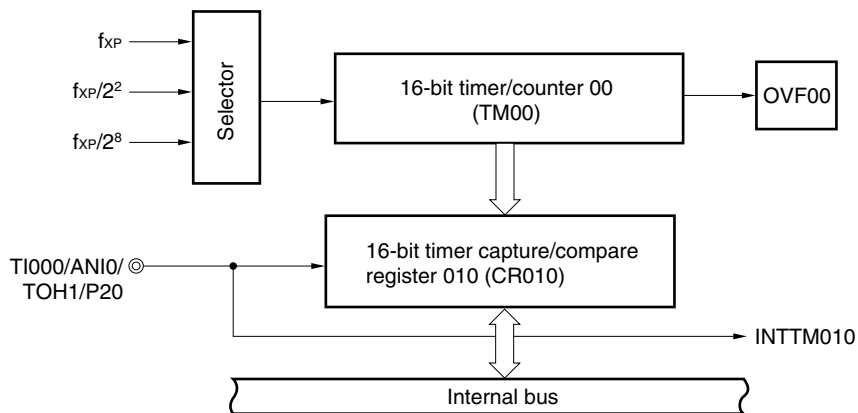 fXP
fXP/2²
fXP/2⁸
Selector
16-bit timer/counter 00
(TM00)
OVF00
16-bit timer capture/compare
register 010 (CR010)
TI000/ANI0/
TOH1/P20
INTTM010
Internal bus